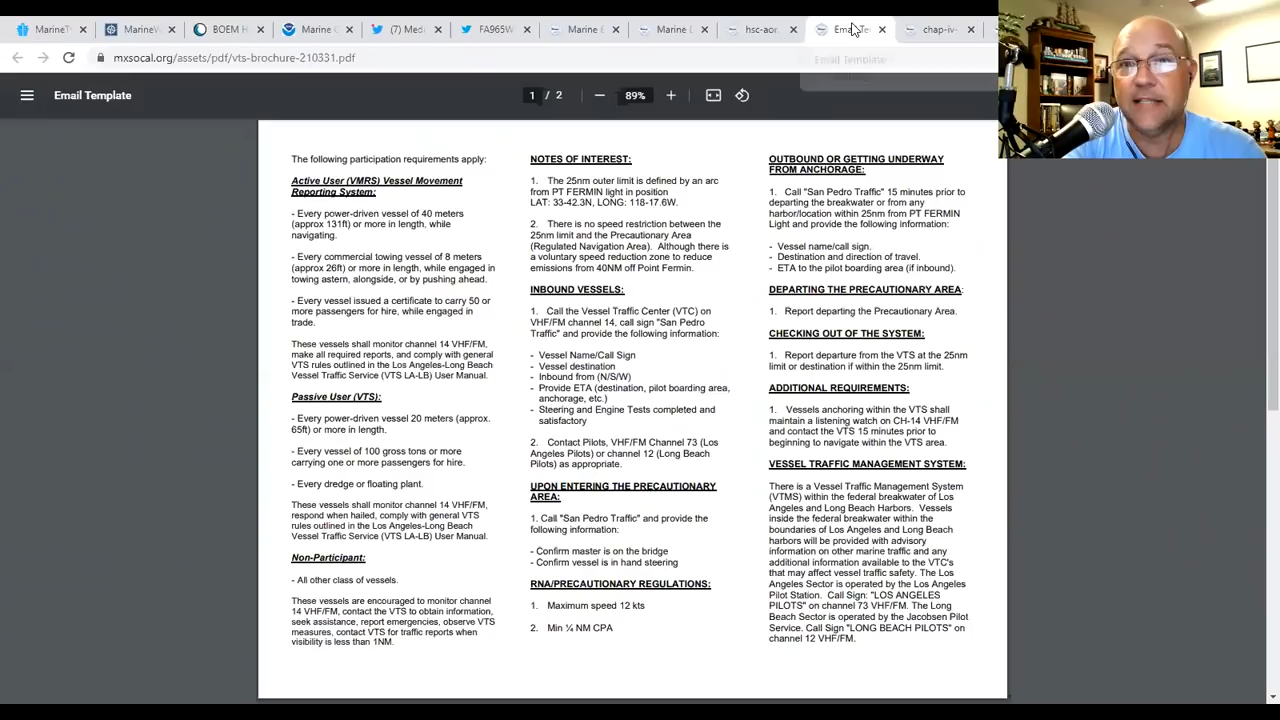 MarineT
MarineW
BOEM H
Marine C
(7) Medi
FA965W
Marine E
Marine D
hsc-aor.
Email Te
chap-iv-
mxsocal.org/assets/pdf/vts-brochure-210331.pdf
Email Template
Email Template
1 / 2
89%
The following participation requirements apply:
Active User (VMRS) Vessel Movement
Reporting System:
- Every power-driven vessel of 40 meters
(approx 131ft) or more in length, while
navigating.
- Every commercial towing vessel of 8 meters
(approx 26ft) or more in length, while engaged in
towing astern, alongside, or by pushing ahead.
- Every vessel issued a certificate to carry 50 or
more passengers for hire, while engaged in
trade.
These vessels shall monitor channel 14 VHF/FM,
make all required reports, and comply with general
VTS rules outlined in the Los Angeles-Long Beach
Vessel Traffic Service (VTS LA-LB) User Manual.
Passive User (VTS):
- Every power-driven vessel 20 meters (approx.
65ft) or more in length.
- Every vessel of 100 gross tons or more
carrying one or more passengers for hire.
- Every dredge or floating plant.
These vessels shall monitor channel 14 VHF/FM,
respond when hailed, comply with general VTS
rules outlined in the Los Angeles-Long Beach
Vessel Traffic Service (VTS LA-LB) User Manual.
Non-Participant:
- All other class of vessels.
These vessels are encouraged to monitor channel
14 VHF/FM, contact the VTS to obtain information,
seek assistance, report emergencies, observe VTS
measures, contact VTS for traffic reports when
visibility is less than 1NM.
NOTES OF INTEREST:
1. The 25nm outer limit is defined by an arc
from PT FERMIN light in position
LAT: 33-42.3N, LONG: 118-17.6W.
2. There is no speed restriction between the
25nm limit and the Precautionary Area
(Regulated Navigation Area). Although there is
a voluntary speed reduction zone to reduce
emissions from 40NM off Point Fermin.
INBOUND VESSELS:
1. Call the Vessel Traffic Center (VTC) on
VHF/FM channel 14, call sign "San Pedro
Traffic" and provide the following information:
- Vessel Name/Call Sign
- Vessel destination
- Inbound from (N/S/W)
- Provide ETA (destination, pilot boarding area,
anchorage, etc.)
- Steering and Engine Tests completed and
satisfactory
2. Contact Pilots, VHF/FM Channel 73 (Los
Angeles Pilots) or channel 12 (Long Beach
Pilots) as appropriate.
UPON ENTERING THE PRECAUTIONARY
AREA:
1. Call "San Pedro Traffic" and provide the
following information:
- Confirm master is on the bridge
- Confirm vessel is in hand steering
RNA/PRECAUTIONARY REGULATIONS:
1. Maximum speed 12 kts
2. Min ¼ NM CPA
OUTBOUND OR GETTING UNDERWAY
FROM ANCHORAGE:
1. Call "San Pedro Traffic" 15 minutes prior to
departing the breakwater or from any
harbor/location within 25nm from PT FERMIN
Light and provide the following information:
- Vessel name/call sign.
- Destination and direction of travel.
- ETA to the pilot boarding area (if inbound).
DEPARTING THE PRECAUTIONARY AREA:
1. Report departing the Precautionary Area.
CHECKING OUT OF THE SYSTEM:
1. Report departure from the VTS at the 25nm
limit or destination if within the 25nm limit.
ADDITIONAL REQUIREMENTS:
1. Vessels anchoring within the VTS shall
maintain a listening watch on CH-14 VHF/FM
and contact the VTS 15 minutes prior to
beginning to navigate within the VTS area.
VESSEL TRAFFIC MANAGEMENT SYSTEM:
There is a Vessel Traffic Management System
(VTMS) within the federal breakwater of Los
Angeles and Long Beach Harbors. Vessels
inside the federal breakwater within the
boundaries of Los Angeles and Long Beach
harbors will be provided with advisory
information on other marine traffic and any
additional information available to the VTC's
that may affect vessel traffic safety. The Los
Angeles Sector is operated by the Los Angeles
Pilot Station. Call Sign: "LOS ANGELES
PILOTS" on channel 73 VHF/FM. The Long
Beach Sector is operated by the Jacobsen Pilot
Service. Call Sign "LONG BEACH PILOTS" on
channel 12 VHF/FM.